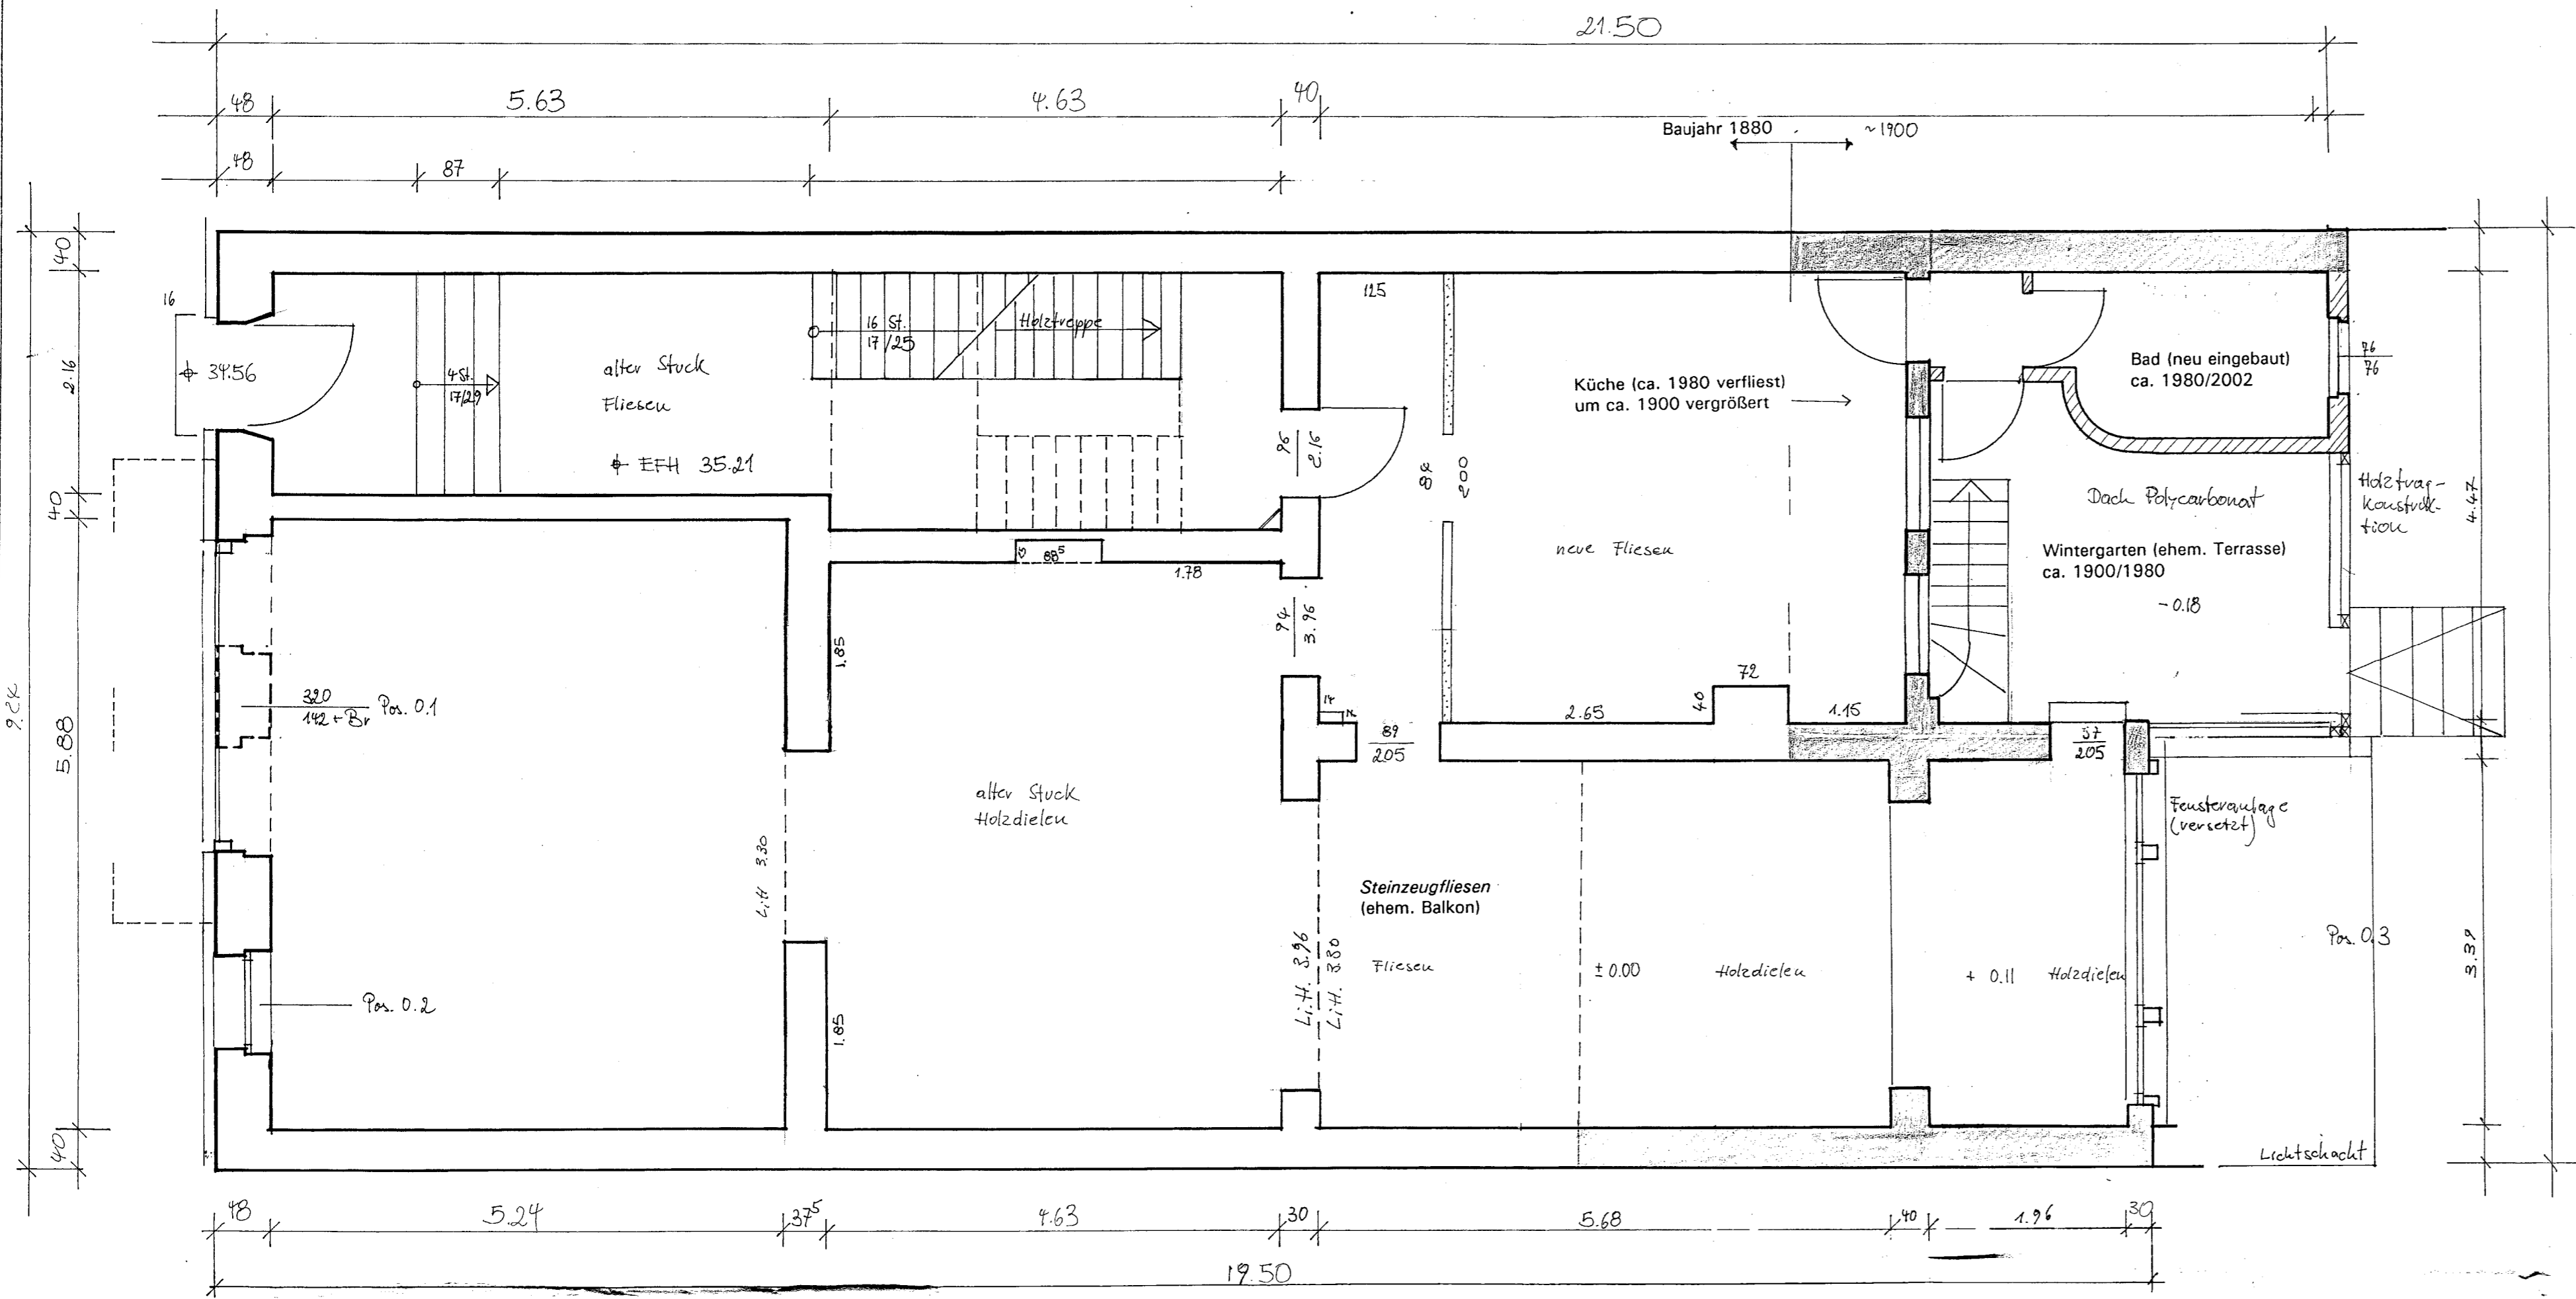 21.50
48
5.63
4.63
40
Baujahr 1880
~1900
48
87
40
16
2.16
34.56
4 St.
17/29
alter Stuck
Fliesen
EFH 35.21
16 St.
17/25
Holztreppe
125
96
2.16
88
200
Küche (ca. 1980 verfliest)
um ca. 1900 vergrößert
Bad (neu eingebaut)
ca. 1980/2002
76
76
Holztrag-
konstruk-
tion
4.47
Dach Polycarbonat
Wintergarten (ehem. Terrasse)
ca. 1900/1980
- 0.18
neue Fliesen
40
88⁵
1.78
94
3.96
1.85
320
142 + Br
Pos. 0.1
5.88
72
40
14
2.65
1.15
89
205
57
205
alter Stuck
Holzdielen
Fensteranlage
(versetzt)
Li.H 3.30
Steinzeugfliesen
(ehem. Balkon)
Li.H. 3.96
Li.H. 3.80
Fliesen
± 0.00
Holzdielen
+ 0.11
Holzdielen
Pos. 0.3
3.39
Pos. 0.2
1.85
40
Lichtschacht
48
5.24
37⁵
4.63
30
5.68
40
1.96
30
19.50